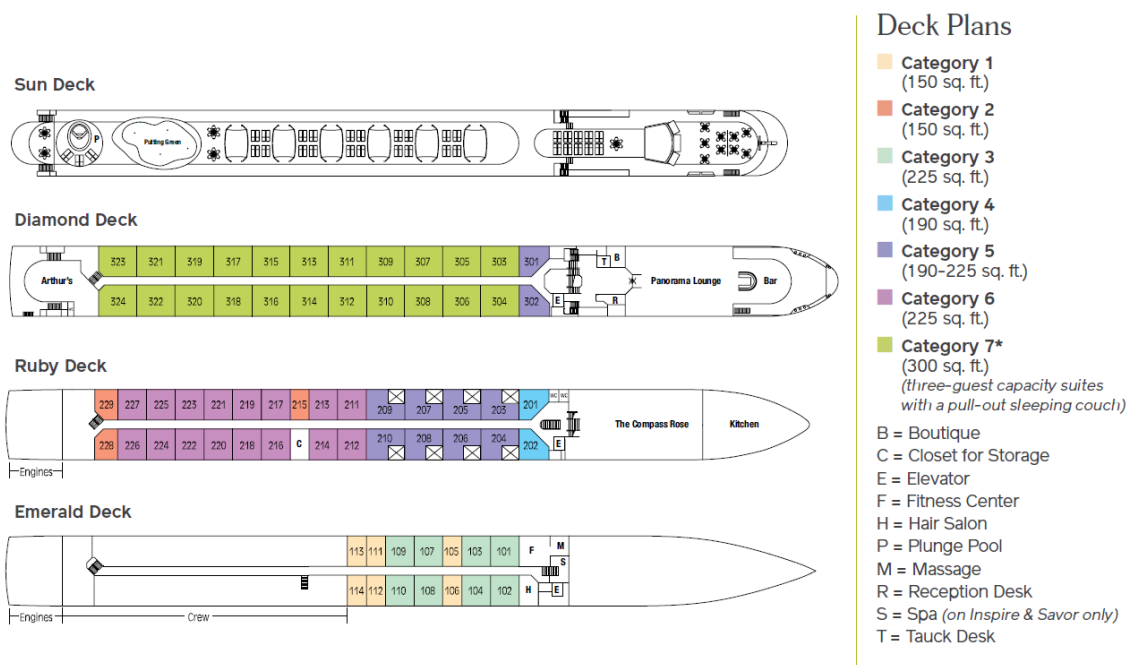 Sun Deck
P
Putting Green
Diamond Deck
323 321 319 317 315 313 311 309 307 305 303 301
T B
Arthur's
Panorama Lounge
Bar
324 322 320 318 316 314 312 310 308 306 304 302
E
R
Ruby Deck
229 227 225 223 221 219 217 215 213 211 209 207 205 203 201
WC WC
The Compass Rose
Kitchen
228 226 224 222 220 218 216 C 214 212 210 208 206 204 202
E
Engines
Emerald Deck
113 111 109 107 105 103 101 F M
S
114 112 110 108 106 104 102 H E
Engines
Crew
Deck Plans
Category 1
(150 sq. ft.)
Category 2
(150 sq. ft.)
Category 3
(225 sq. ft.)
Category 4
(190 sq. ft.)
Category 5
(190-225 sq. ft.)
Category 6
(225 sq. ft.)
Category 7*
(300 sq. ft.)
(three-guest capacity suites
with a pull-out sleeping couch)
B = Boutique
C = Closet for Storage
E = Elevator
F = Fitness Center
H = Hair Salon
P = Plunge Pool
M = Massage
R = Reception Desk
S = Spa (on Inspire & Savor only)
T = Tauck Desk